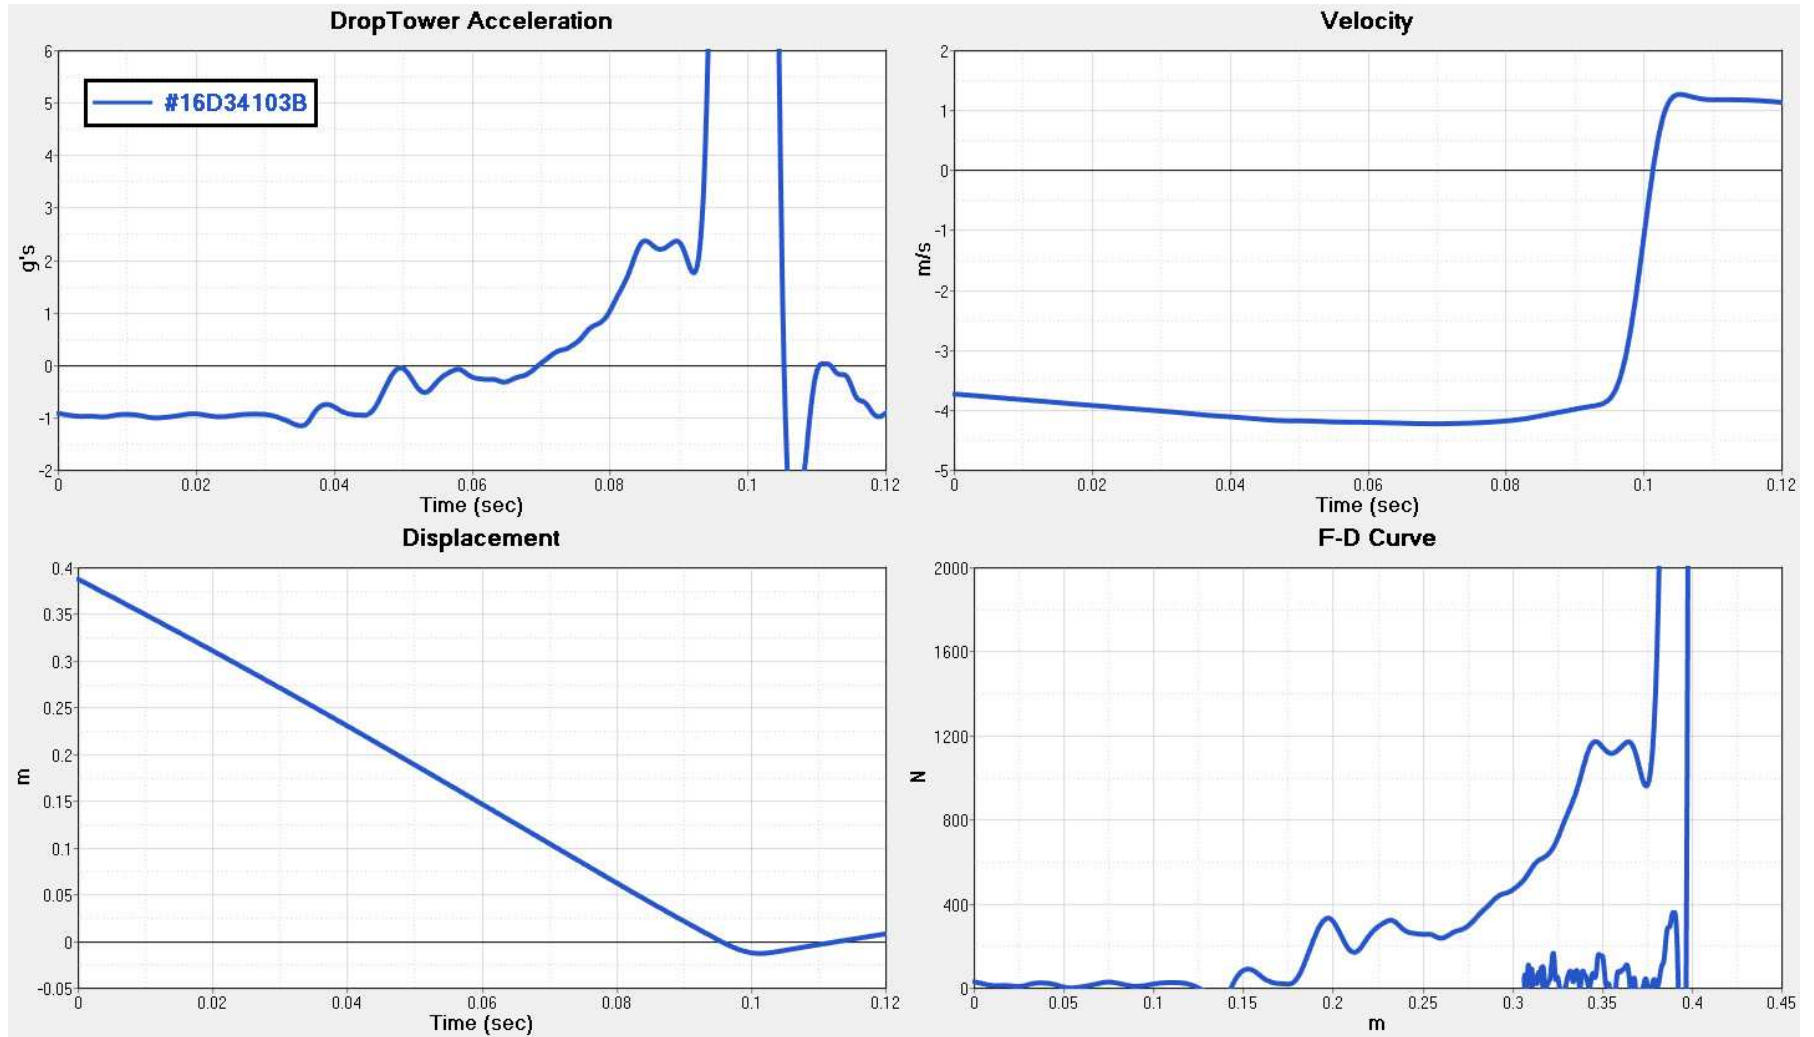 DropTower Acceleration
#16D34103B
6
5
4
3
2
1
0
-1
-2
g's
0 0.02 0.04 0.06 0.08 0.1 0.12
Time (sec)
Velocity
2
1
0
-1
-2
-3
-4
-5
m/s
0 0.02 0.04 0.06 0.08 0.1 0.12
Time (sec)
Displacement
0.4
0.35
0.3
0.25
0.2
0.15
0.1
0.05
0
-0.05
m
0 0.02 0.04 0.06 0.08 0.1 0.12
Time (sec)
F-D Curve
2000
1600
1200
800
400
0
N
0 0.05 0.1 0.15 0.2 0.25 0.3 0.35 0.4 0.45
m